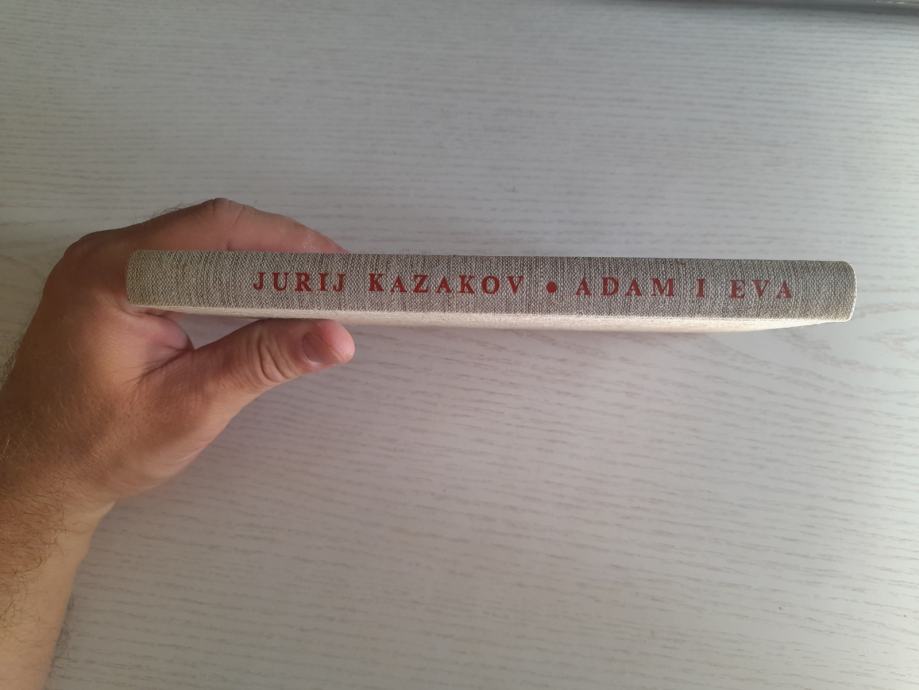 JURIJ KAZAKOV • ADAM I EVA